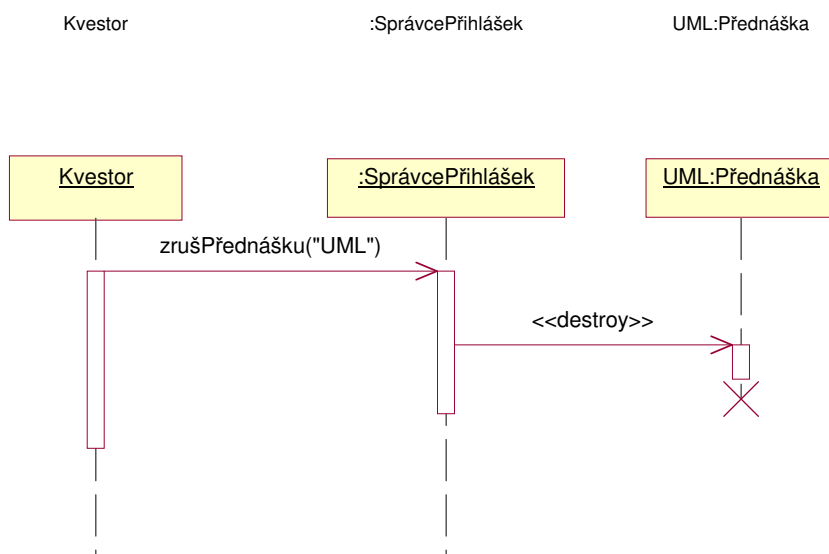 Kvestor :SprávcePřihlášek UML:Přednáška
Kvestor :SprávcePřihlášek UML:Přednáška
zrušPřednášku("UML")
<<destroy>>